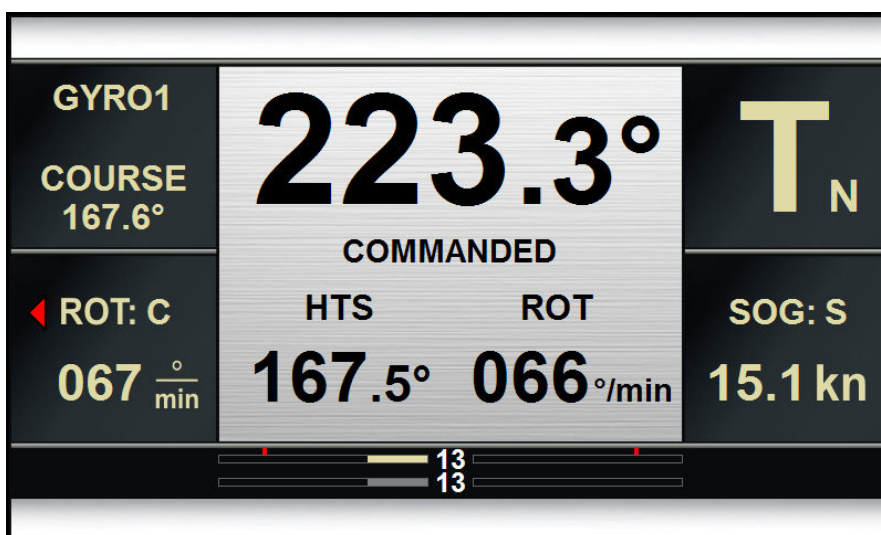 GYRO1
COURSE
167.6°
223.3°
COMMANDED
HTS ROT
167.5° 066°/min
T N
ROT: C
067 °/min
SOG: S
15.1 kn
13
13